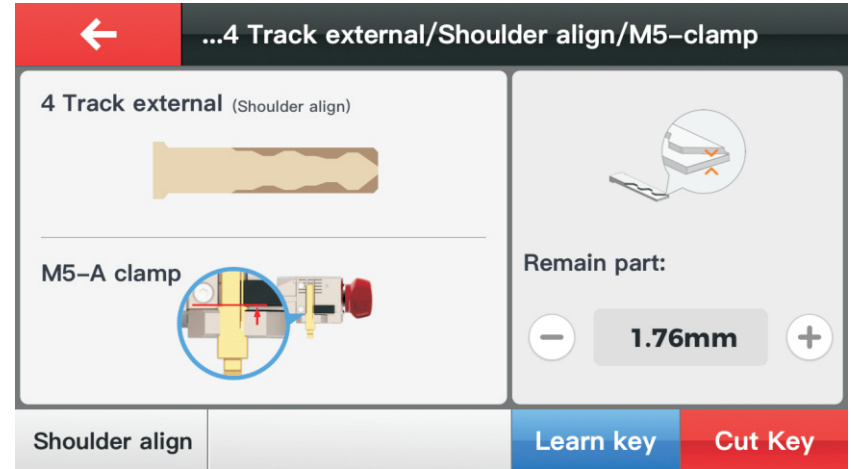 ...4 Track external/Shoulder align/M5-clamp
4 Track external (Shoulder align)
M5-A clamp
Remain part:
1.76mm
Shoulder align
Learn key
Cut Key